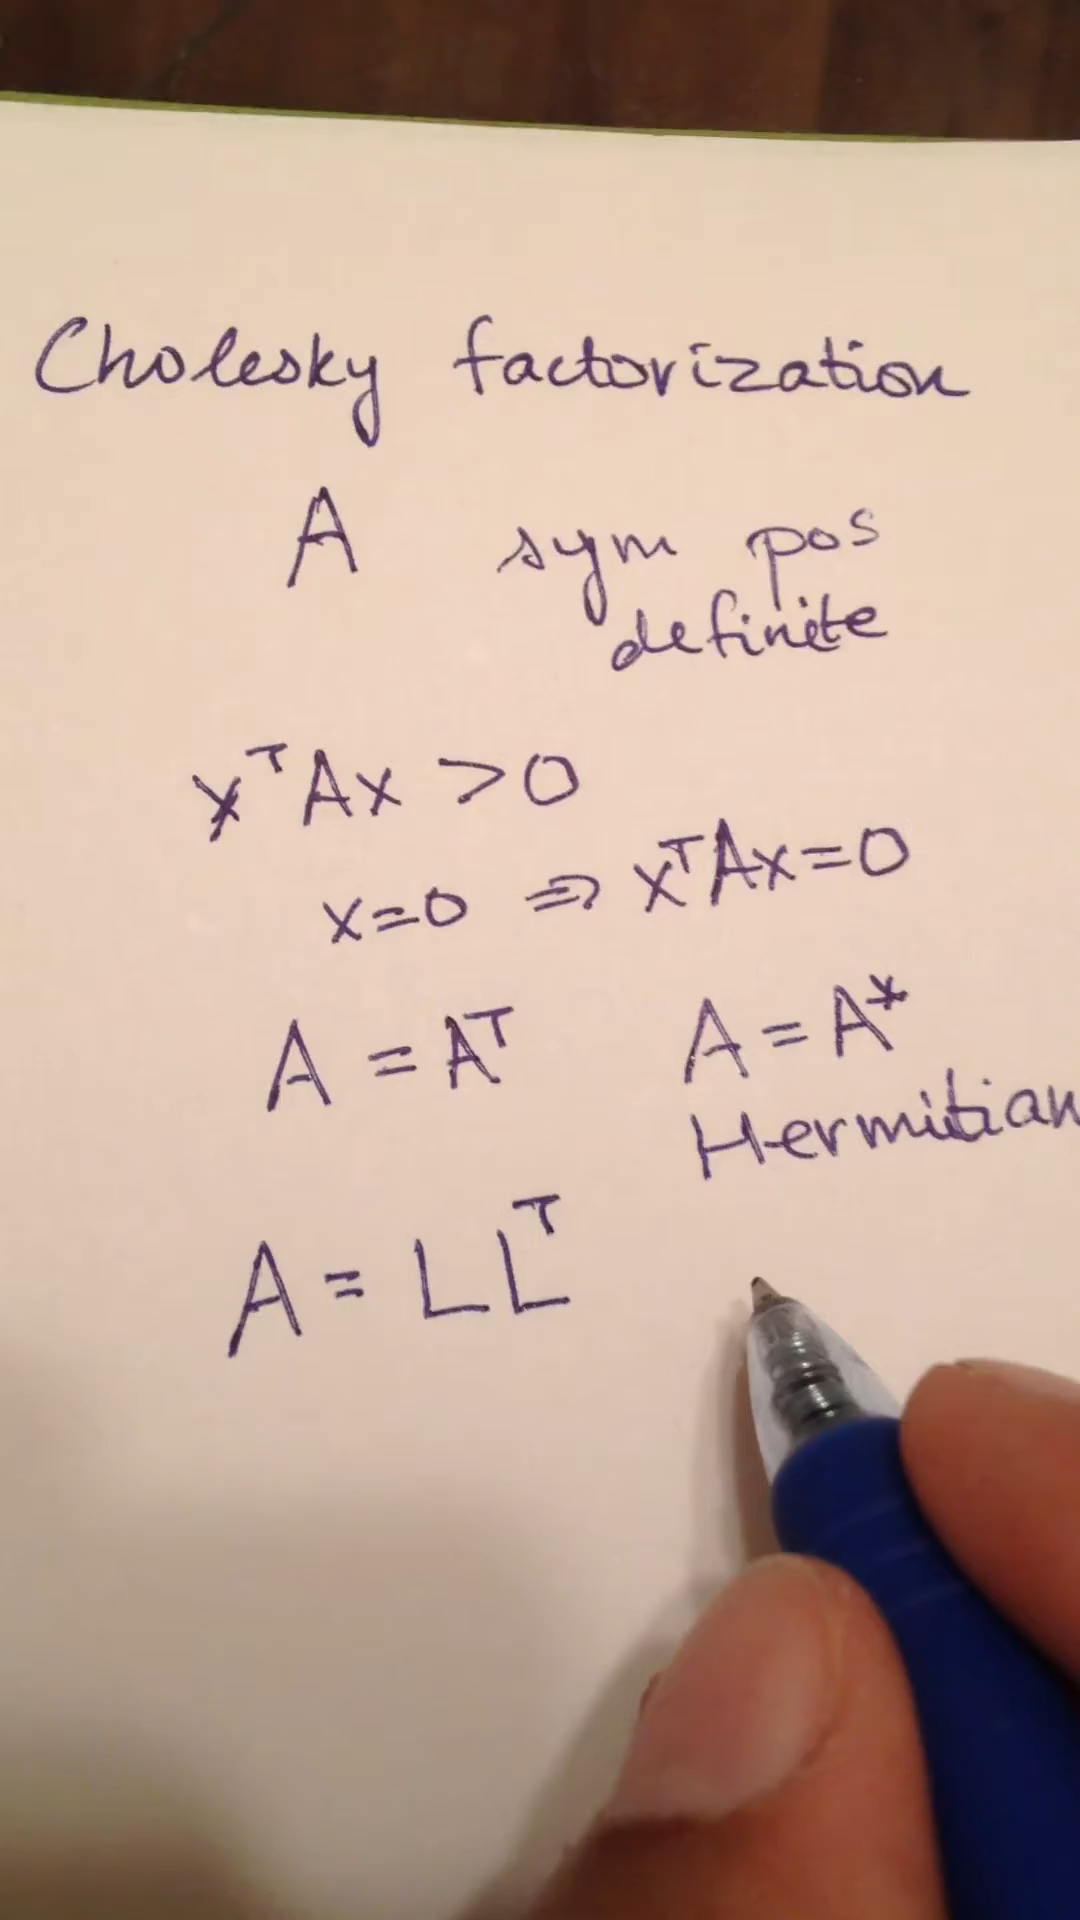 Cholesky factorization
A sym pos
definite
xᵀAx >0
x=0 ⇒ xᵀAx=0
A = Aᵀ A = A*
Hermitian
A = LLᵀ